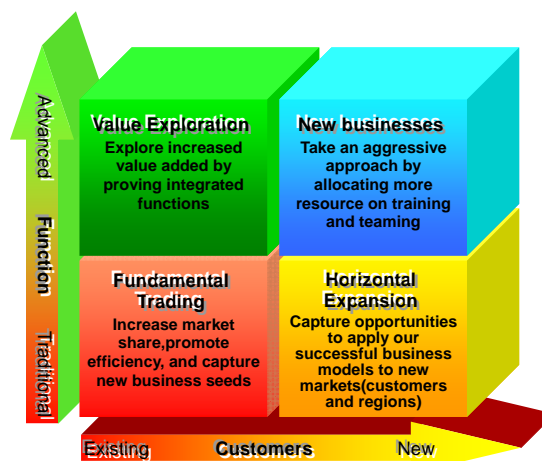 Value Exploration
Explore increased
value added by
proving integrated
functions
New businesses
Take an aggressive
approach by
allocating more
resource on training
and teaming
Fundamental
Trading
Increase market
share,promote
efficiency, and capture
new business seeds
Horizontal
Expansion
Capture opportunities
to apply our
successful business
models to new
markets(customers
and regions)
Advanced
Function
Traditional
Existing
Customers
New